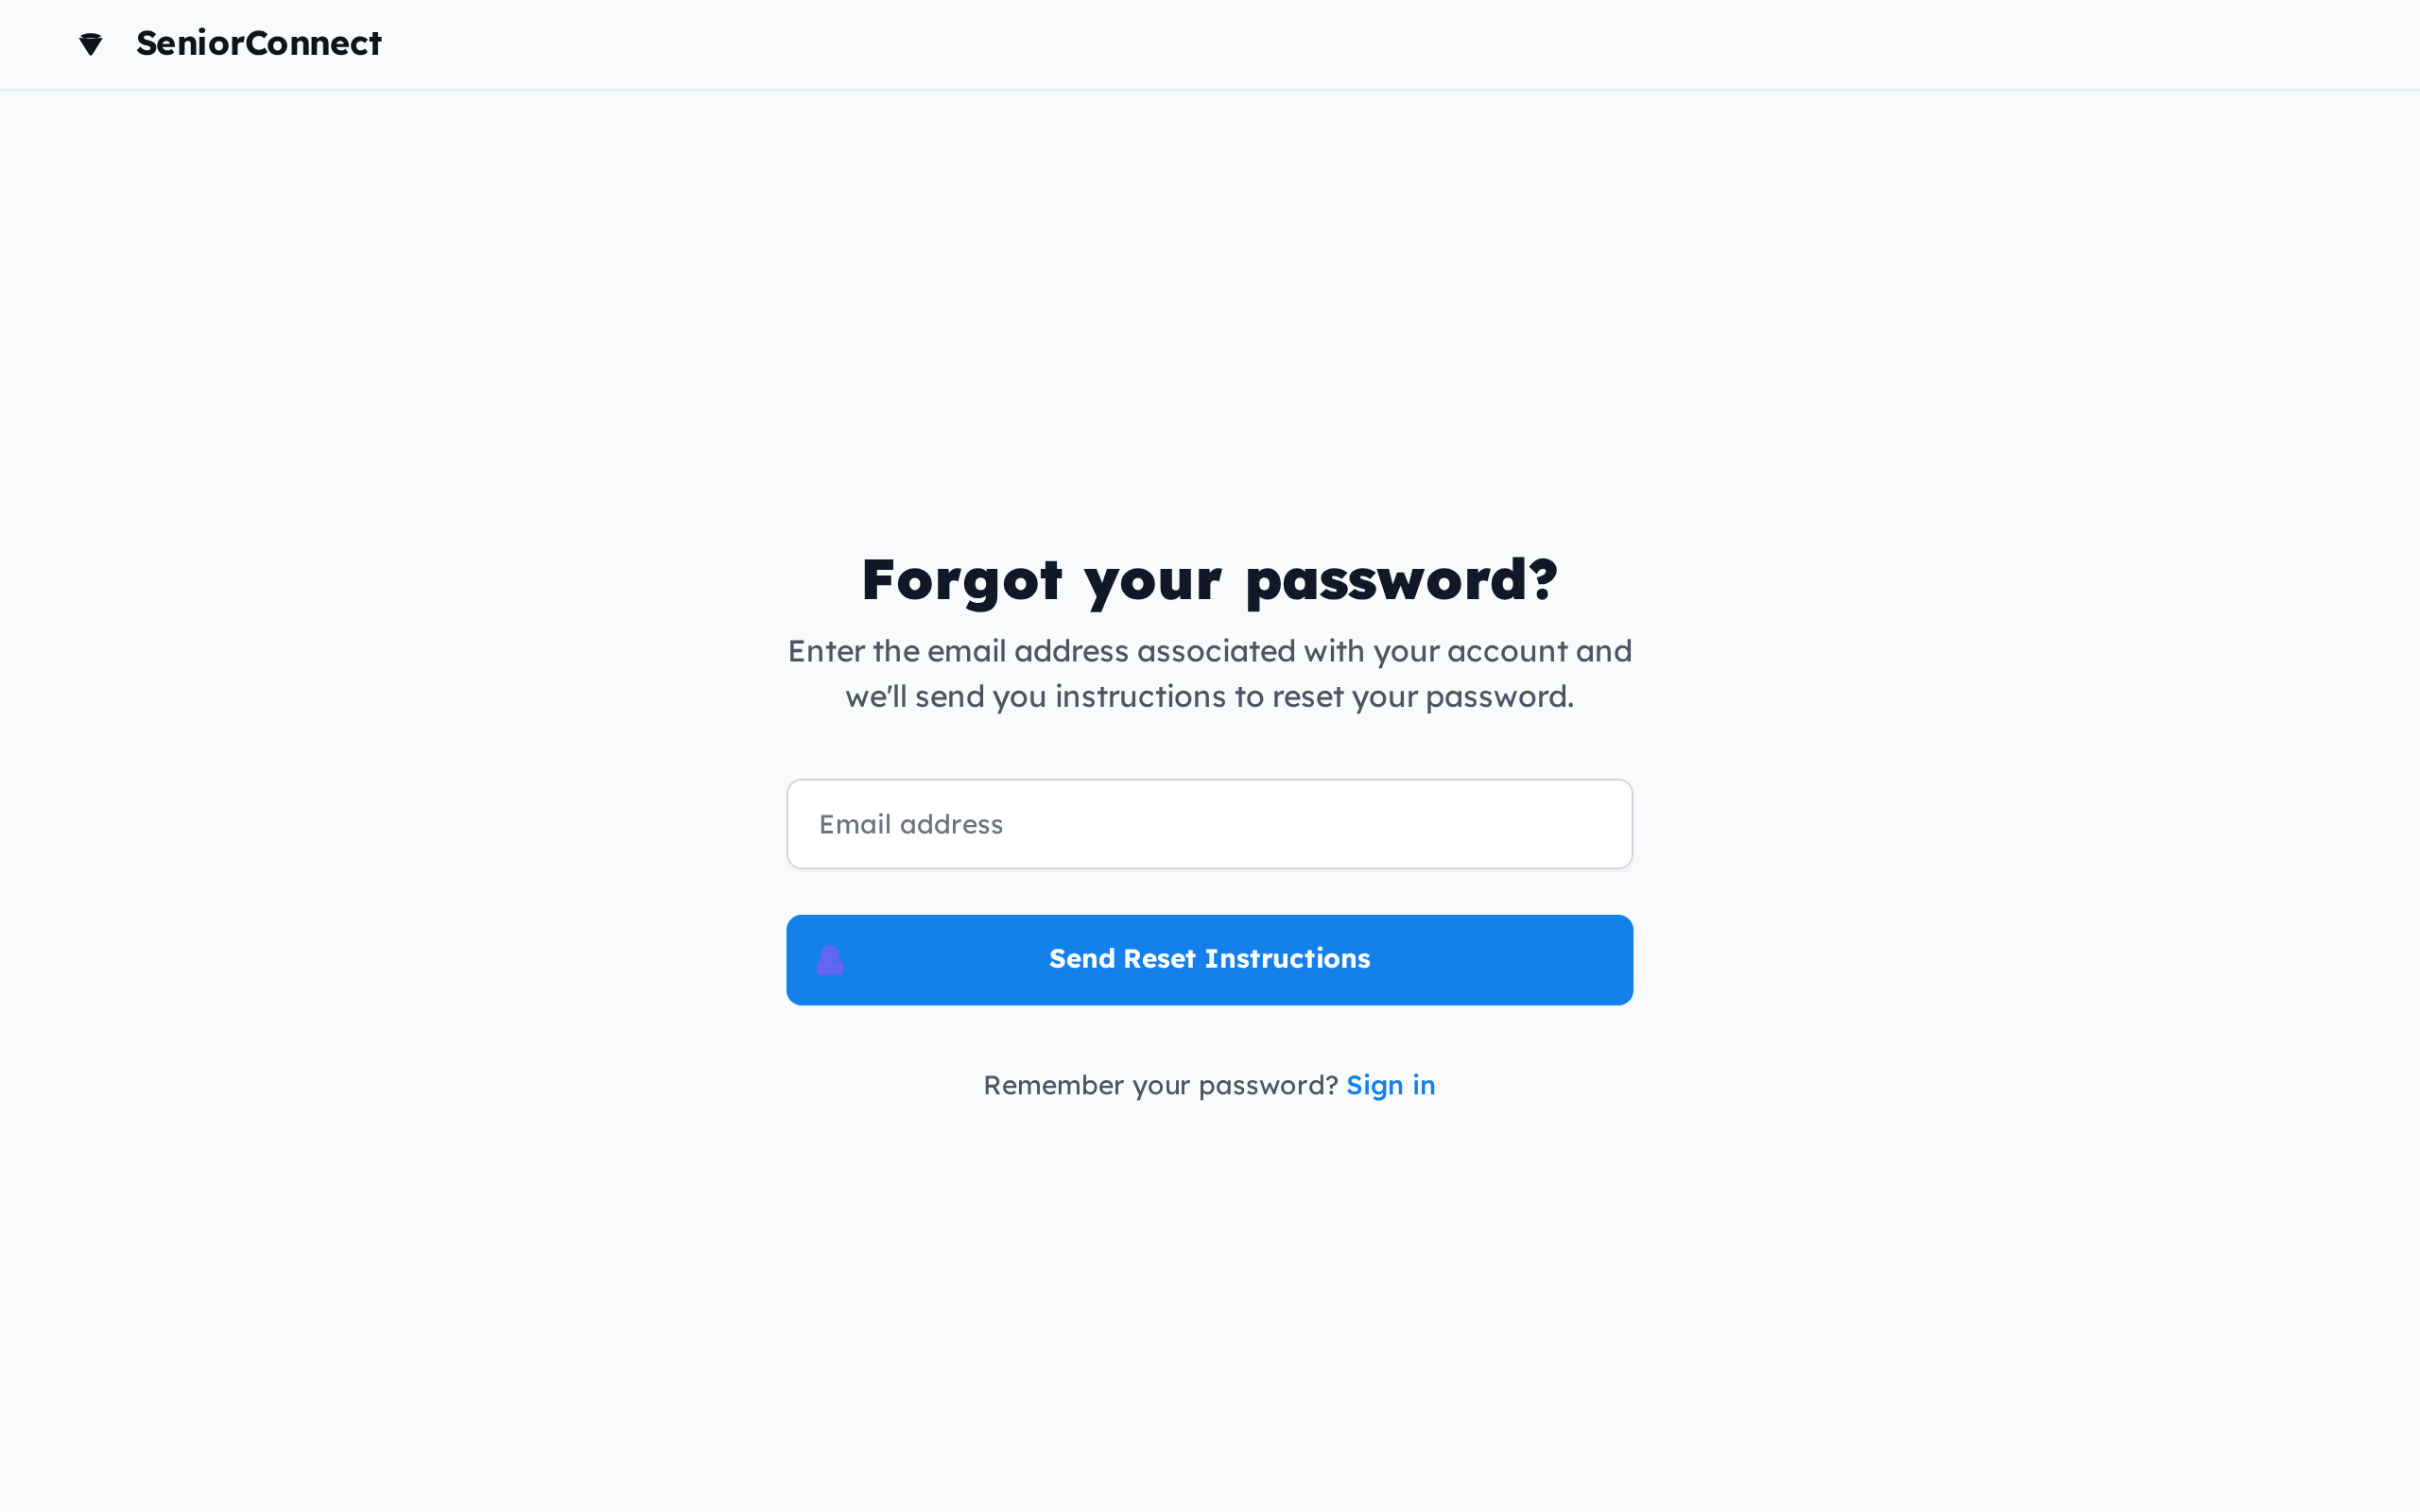 SeniorConnect
Forgot your password?
Enter the email address associated with your account and
we'll send you instructions to reset your password.
Email address
Send Reset Instructions
Remember your password? Sign in